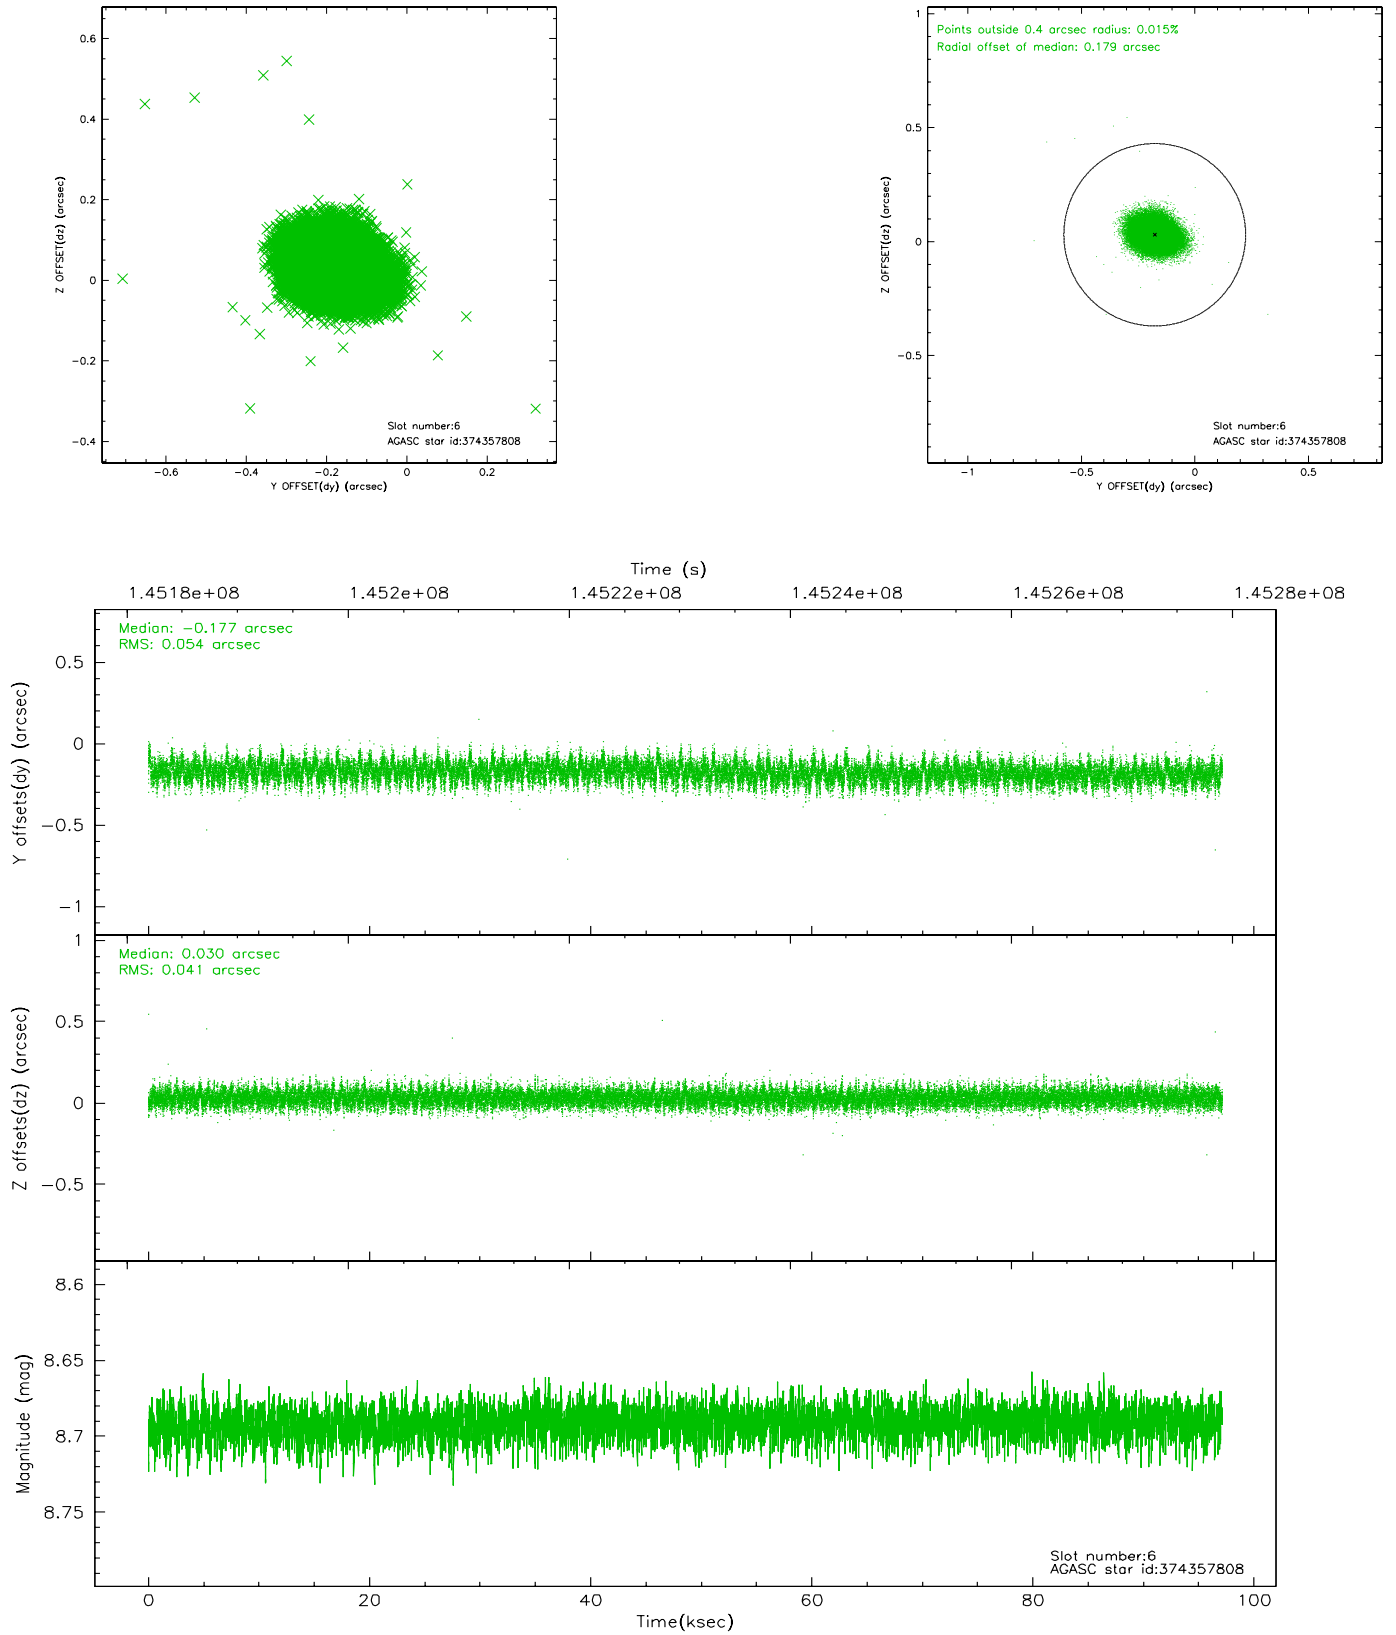 0.6
0.4
0.2
0
−0.2
−0.4
Z OFFSET(dz) (arcsec)
Slot number:6
AGASC star id:374357808
−0.6 −0.4 −0.2 0 0.2
Y OFFSET(dy) (arcsec)
1
0.5
0
−0.5
Z OFFSET(dz) (arcsec)
Points outside 0.4 arcsec radius: 0.015%
Radial offset of median: 0.179 arcsec
Slot number:6
AGASC star id:374357808
−1 −0.5 0 0.5
Y OFFSET(dy) (arcsec)
Time (s)
1.4518e+08 1.452e+08 1.4522e+08 1.4524e+08 1.4526e+08 1.4528e+08
Median: −0.177 arcsec
RMS: 0.054 arcsec
0.5
0
−0.5
−1
Y offsets(dy) (arcsec)
Median: 0.030 arcsec
RMS: 0.041 arcsec
1
0.5
0
−0.5
Z offsets(dz) (arcsec)
8.6
8.65
8.7
8.75
Magnitude (mag)
Slot number:6
AGASC star id:374357808
0 20 40 60 80 100
Time(ksec)